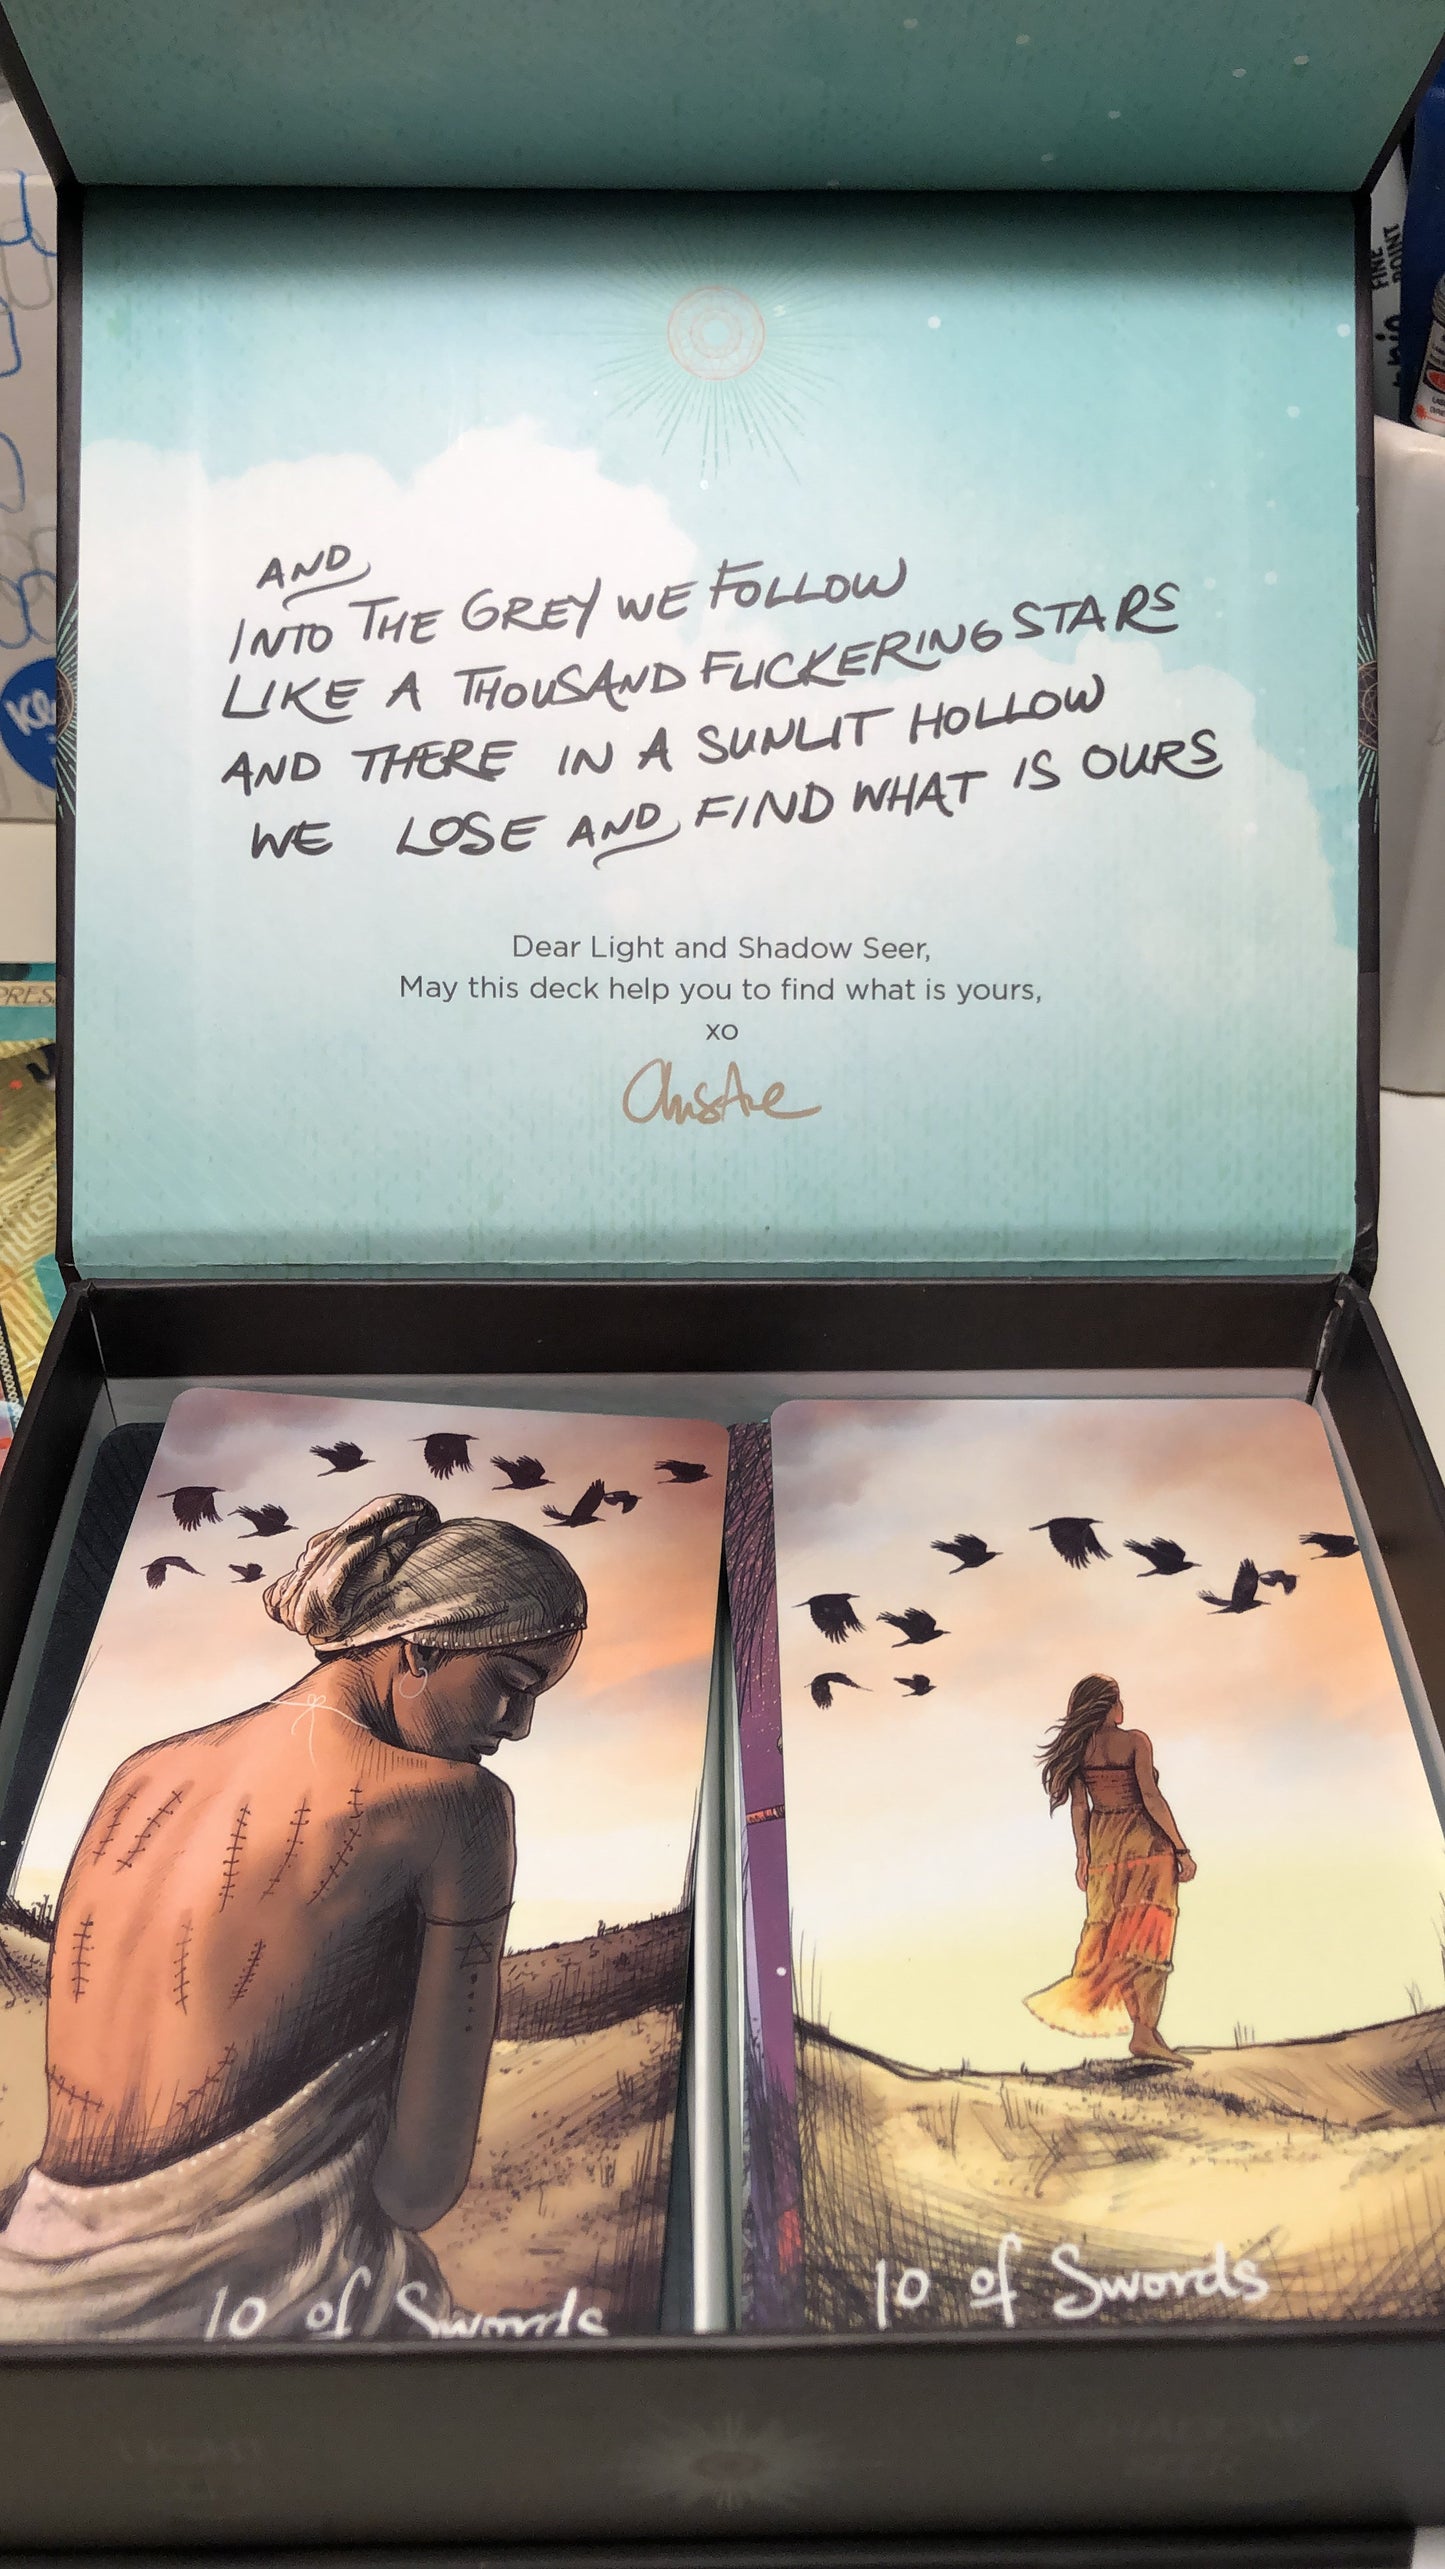 FINE
POINT
AND
INTO THE GREY WE FOLLOW
LIKE A THOUSAND FLICKERING STARS
AND THERE IN A SUNLIT HOLLOW
WE LOSE AND FIND WHAT IS OURS
Dear Light and Shadow Seer,
May this deck help you to find what is yours,
xo
10 of Swords
10 of Swords